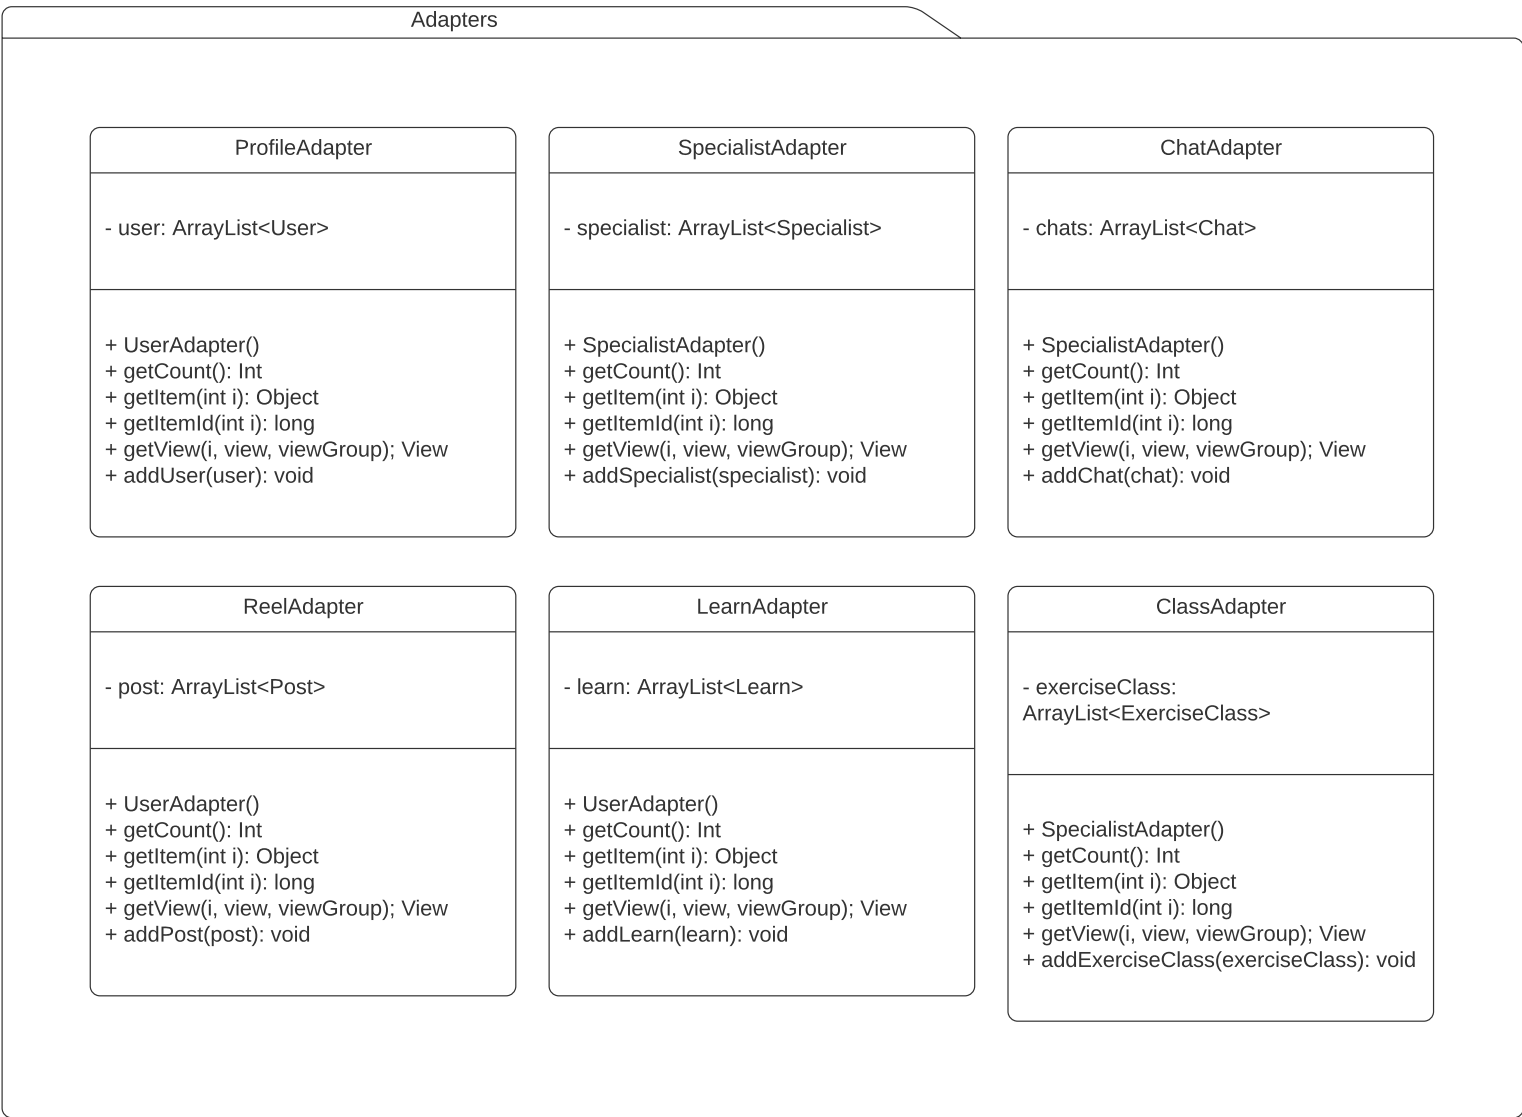 Adapters
ProfileAdapter
- user: ArrayList<User>
+ UserAdapter()
+ getCount(): Int
+ getItem(int i): Object
+ getItemId(int i): long
+ getView(i, view, viewGroup); View
+ addUser(user): void
SpecialistAdapter
- specialist: ArrayList<Specialist>
+ SpecialistAdapter()
+ getCount(): Int
+ getItem(int i): Object
+ getItemId(int i): long
+ getView(i, view, viewGroup); View
+ addSpecialist(specialist): void
ChatAdapter
- chats: ArrayList<Chat>
+ SpecialistAdapter()
+ getCount(): Int
+ getItem(int i): Object
+ getItemId(int i): long
+ getView(i, view, viewGroup); View
+ addChat(chat): void
ReelAdapter
- post: ArrayList<Post>
+ UserAdapter()
+ getCount(): Int
+ getItem(int i): Object
+ getItemId(int i): long
+ getView(i, view, viewGroup); View
+ addPost(post): void
LearnAdapter
- learn: ArrayList<Learn>
+ UserAdapter()
+ getCount(): Int
+ getItem(int i): Object
+ getItemId(int i): long
+ getView(i, view, viewGroup); View
+ addLearn(learn): void
ClassAdapter
- exerciseClass:
ArrayList<ExerciseClass>
+ SpecialistAdapter()
+ getCount(): Int
+ getItem(int i): Object
+ getItemId(int i): long
+ getView(i, view, viewGroup); View
+ addExerciseClass(exerciseClass): void